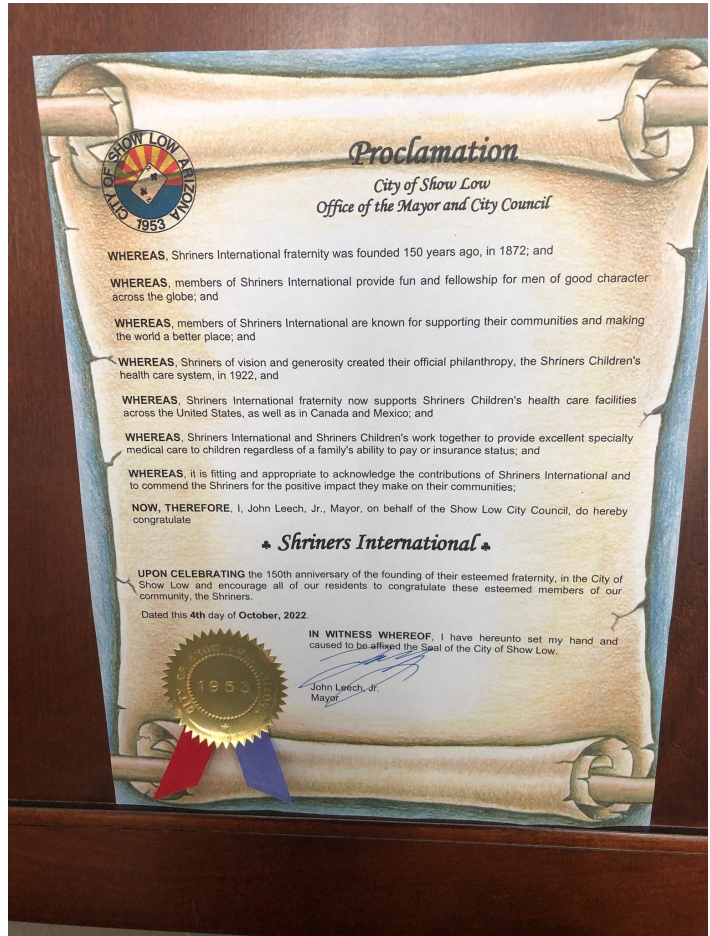 CITY OF SHOW LOW ARIZONA
1953
Proclamation
City of Show Low
Office of the Mayor and City Council
WHEREAS, Shriners International fraternity was founded 150 years ago, in 1872; and
WHEREAS, members of Shriners International provide fun and fellowship for men of good character
across the globe; and
WHEREAS, members of Shriners International are known for supporting their communities and making
the world a better place; and
WHEREAS, Shriners of vision and generosity created their official philanthropy, the Shriners Children's
health care system, in 1922, and
WHEREAS, Shriners International fraternity now supports Shriners Children's health care facilities
across the United States, as well as in Canada and Mexico; and
WHEREAS, Shriners International and Shriners Children's work together to provide excellent specialty
medical care to children regardless of a family's ability to pay or insurance status; and
WHEREAS, it is fitting and appropriate to acknowledge the contributions of Shriners International and
to commend the Shriners for the positive impact they make on their communities;
NOW, THEREFORE, I, John Leech, Jr., Mayor, on behalf of the Show Low City Council, do hereby
congratulate
♣ Shriners International ♣
UPON CELEBRATING the 150th anniversary of the founding of their esteemed fraternity, in the City of
Show Low and encourage all of our residents to congratulate these esteemed members of our
community, the Shriners.
Dated this 4th day of October, 2022.
IN WITNESS WHEREOF, I have hereunto set my hand and
caused to be affixed the Seal of the City of Show Low.
John Leech, Jr.
Mayor
CITY OF SHOW LOW
1953